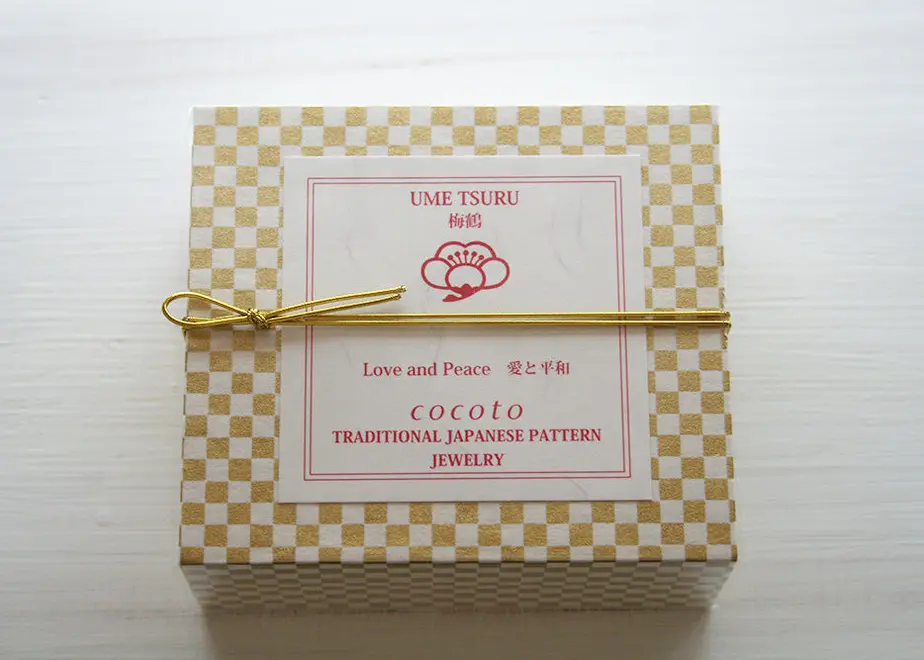 UME TSURU
梅鶴
Love and Peace 愛と平和
cocoto
TRADITIONAL JAPANESE PATTERN
JEWELRY